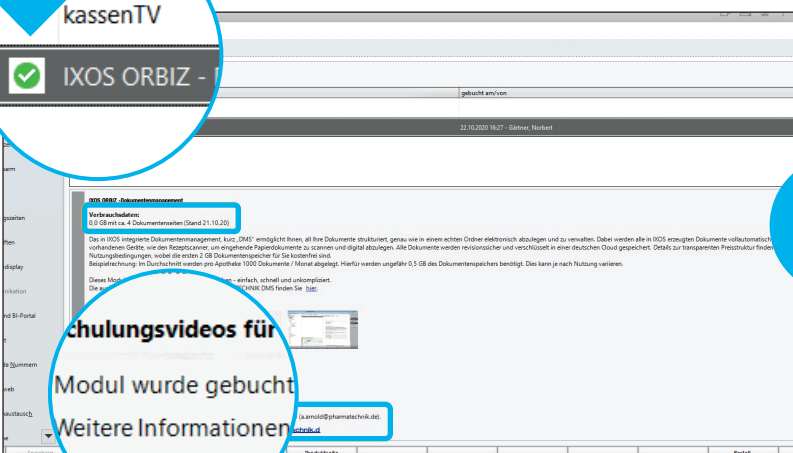 kassenTV
IXOS ORBIZ -
gebucht am/von
22.10.2020 16:27 - Gärtner, Norbert
gszeiten
display
nd BI-Portal
de Nummern
web
austausch
IXOS ORBIZ -Dokumentenmanagement
Verbrauchsdaten:
0,0 GB mit ca. 4 Dokumentenseiten (Stand 21.10.20)
Das in IXOS integrierte Dokumentenmanagement, kurz „DMS" ermöglicht Ihnen, all Ihre Dokumente strukturiert, genau wie in einem echten Ordner elektronisch abzulegen und zu verwalten. Dabei werden alle in IXOS erzeugten Dokumente vollautomatisch
vorhandenen Geräte, wie den Rezeptscanner, um eingehende Papierdokumente zu scannen und digital abzulegen. Alle Dokumente werden revisionssicher und verschlüsselt in einer deutschen Cloud gespeichert. Details zur transparenten Preisstruktur finden
Nutzungsbedingungen, wobei die ersten 2 GB Dokumentenspeicher für Sie kostenfrei sind.
Beispielrechnung: Im Durchschnitt werden pro Apotheke 1000 Dokumente / Monat abgelegt. Hierfür werden ungefähr 0,5 GB des Dokumentenspeichers benötigt. Dies kann je nach Nutzung variieren.
Dieses Mod - einfach, schnell und unkompliziert.
Die au CHNIK DMS finden Sie hier.
chulungsvideos für
Modul wurde gebucht
Weitere Informationen
(a.arnold@pharmatechnik.de).
chnik.d
Produktseite